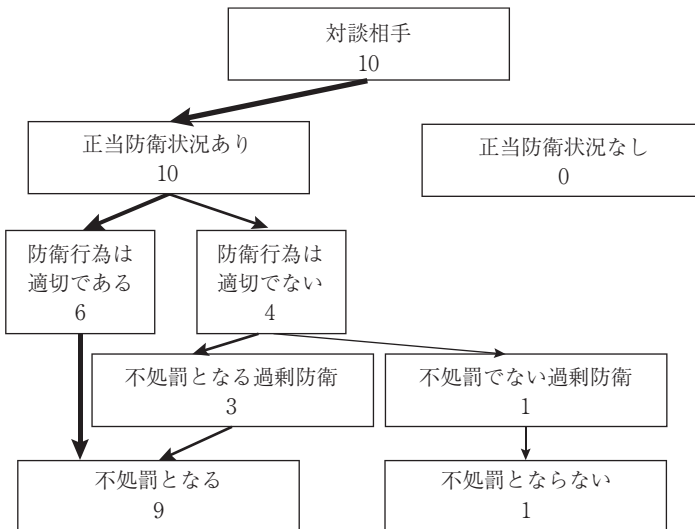 対談相手
10
正当防衛状況あり
10
正当防衛状況なし
0
防衛行為は
適切である
6
防衛行為は
適切でない
4
不処罰となる過剰防衛
3
不処罰でない過剰防衛
1
不処罰となる
9
不処罰とならない
1